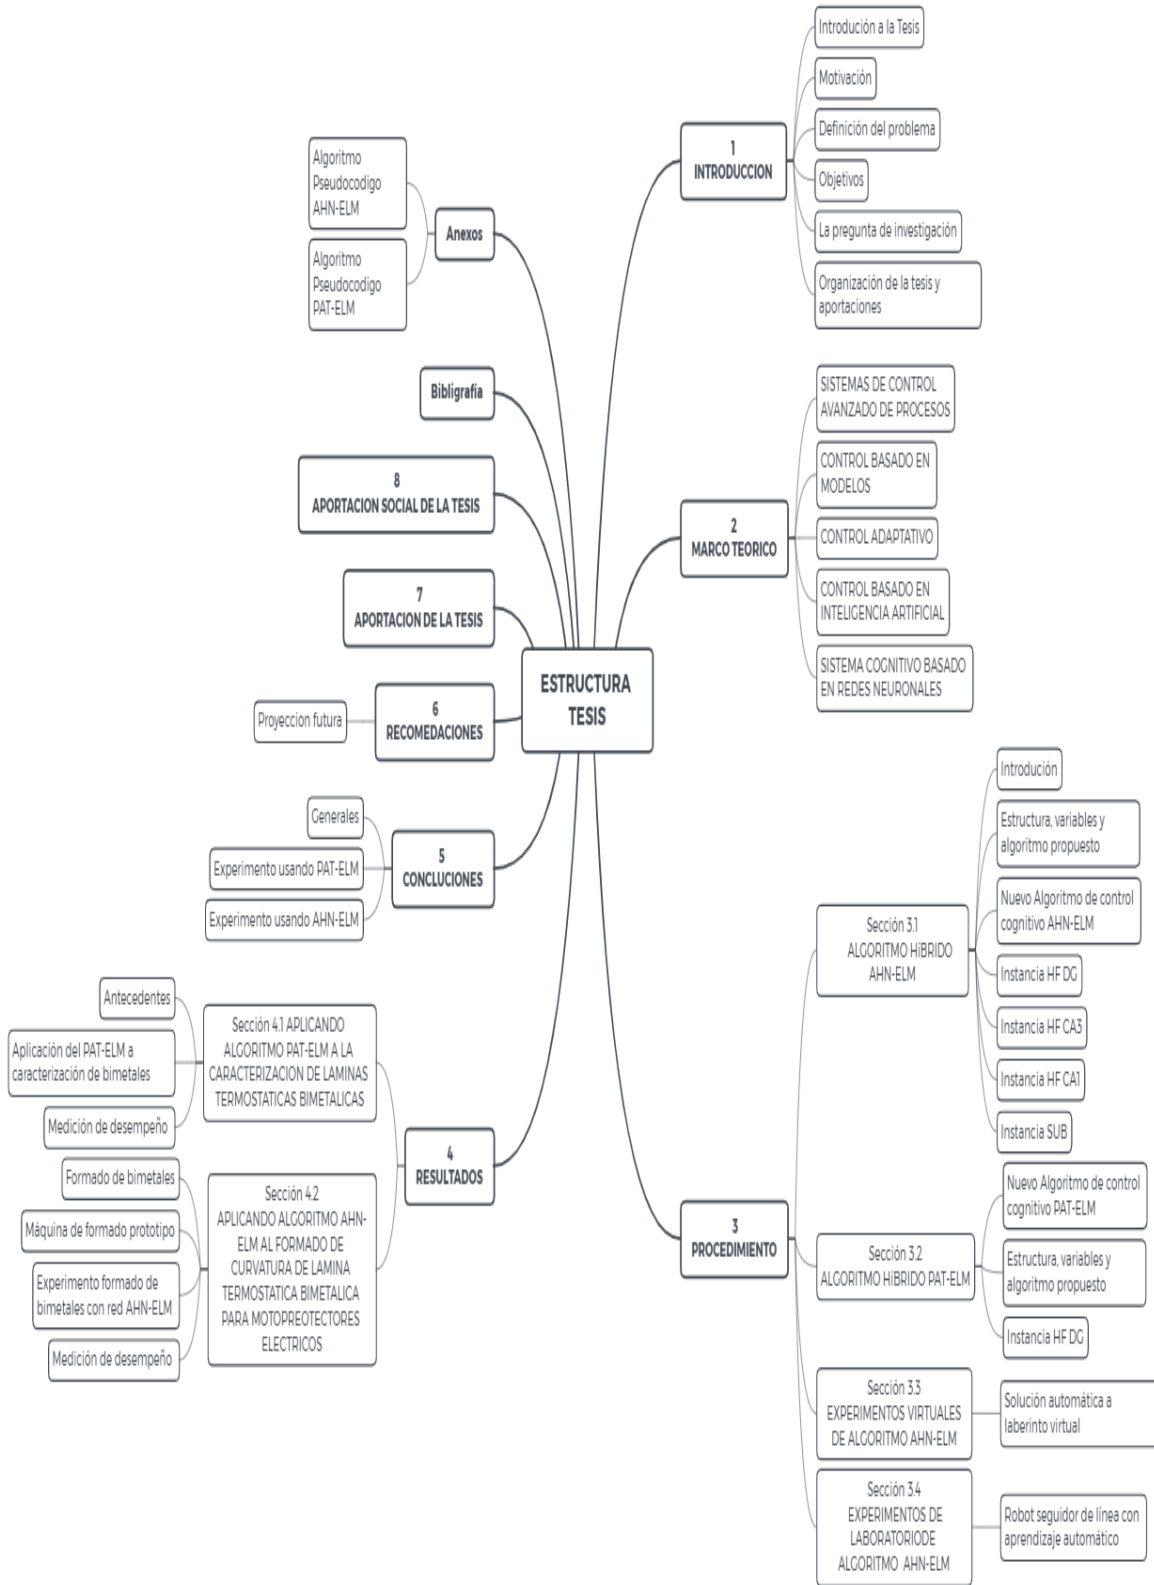 ESTRUCTURA
TESIS
1
INTRODUCCION
Introdución a la Tesis
Motivación
Definición del problema
Objetivos
La pregunta de investigación
Organización de la tesis y
aportaciones
2
MARCO TEORICO
SISTEMAS DE CONTROL
AVANZADO DE PROCESOS
CONTROL BASADO EN
MODELOS
CONTROL ADAPTATIVO
CONTROL BASADO EN
INTELIGENCIA ARTIFICIAL
SISTEMA COGNITIVO BASADO
EN REDES NEURONALES
3
PROCEDIMIENTO
Sección 3.1
ALGORITMO HíBRIDO
AHN-ELM
Introdución
Estructura, variables y
algoritmo propuesto
Nuevo Algoritmo de control
cognitivo AHN-ELM
Instancia HF DG
Instancia HF CA3
Instancia HF CA1
Instancia SUB
Sección 3.2
ALGORITMO HíBRIDO PAT-ELM
Nuevo Algoritmo de control
cognitivo PAT-ELM
Estructura, variables y
algoritmo propuesto
Instancia HF DG
Sección 3.3
EXPERIMENTOS VIRTUALES
DE ALGORITMO AHN-ELM
Solución automática a
laberinto virtual
Sección 3.4
EXPERIMENTOS DE
LABORATORIODE
ALGORITMO AHN-ELM
Robot seguidor de línea con
aprendizaje automático
4
RESULTADOS
Sección 4.1 APLICANDO
ALGORITMO PAT-ELM A LA
CARACTERIZACION DE LAMINAS
TERMOSTATICAS BIMETALICAS
Antecedentes
Aplicación del PAT-ELM a
caracterización de bimetales
Medición de desempeño
Sección 4.2
APLICANDO ALGORITMO AHN-
ELM AL FORMADO DE
CURVATURA DE LAMINA
TERMOSTATICA BIMETALICA
PARA MOTOPREOTECTORES
ELECTRICOS
Formado de bimetales
Máquina de formado prototipo
Experimento formado de
bimetales con red AHN-ELM
Medición de desempeño
5
CONCLUCIONES
Generales
Experimento usando PAT-ELM
Experimento usando AHN-ELM
6
RECOMEDACIONES
Proyeccion futura
7
APORTACION DE LA TESIS
8
APORTACION SOCIAL DE LA TESIS
Bibligrafía
Anexos
Algoritmo
Pseudocodigo
AHN-ELM
Algoritmo
Pseudocodigo
PAT-ELM